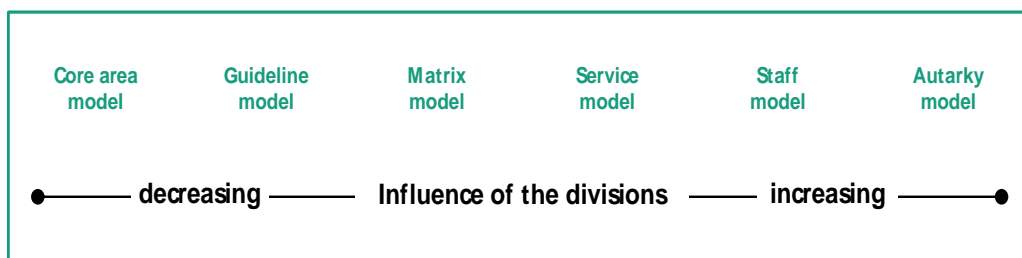 Core area model
Guideline model
Matrix model
Service model
Staff model
Autarky model
decreasing Influence of the divisions increasing